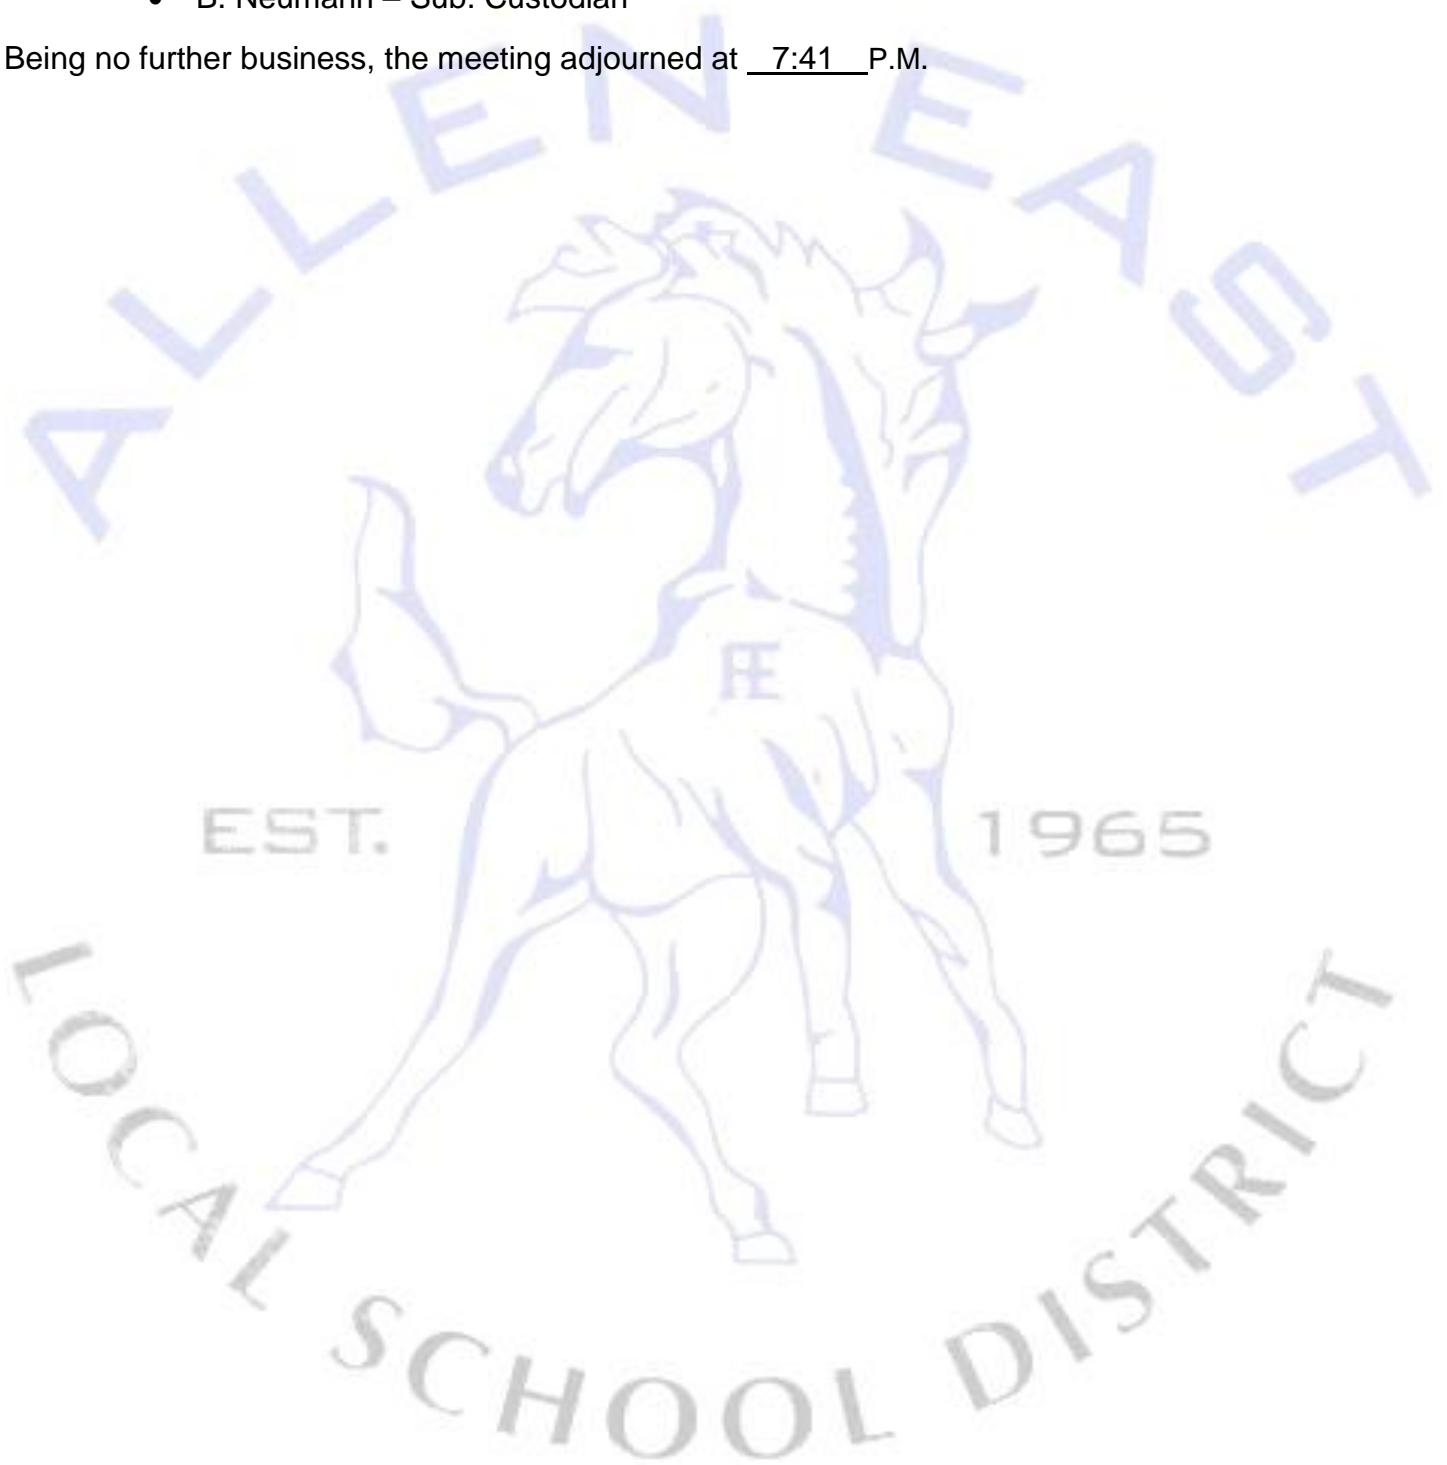 • B. Neumann – Sub. Custodian
Being no further business, the meeting adjourned at 7:41 P.M.
ALLEN EAST
Æ
EST. 1965
LOCAL SCHOOL DISTRICT